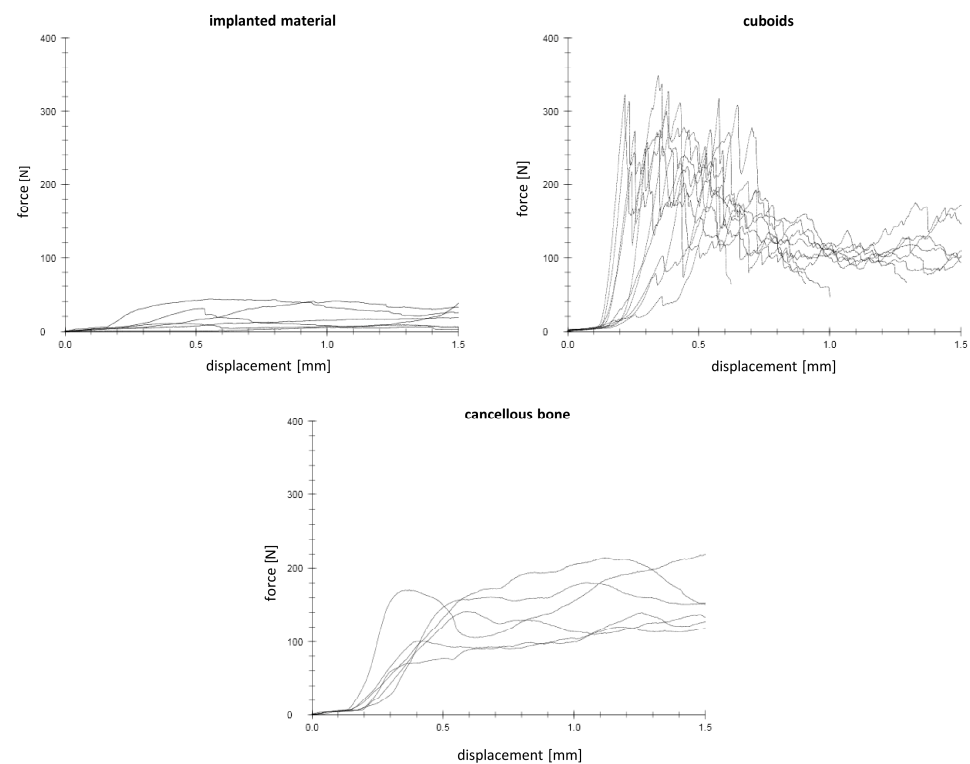 implanted material
400
300
200
100
0
force [N]
0.0 0.5 1.0 1.5
displacement [mm]
cuboids
400
300
200
100
0
force [N]
0.0 0.5 1.0 1.5
displacement [mm]
cancellous bone
400
300
200
100
0
force [N]
0.0 0.5 1.0 1.5
displacement [mm]